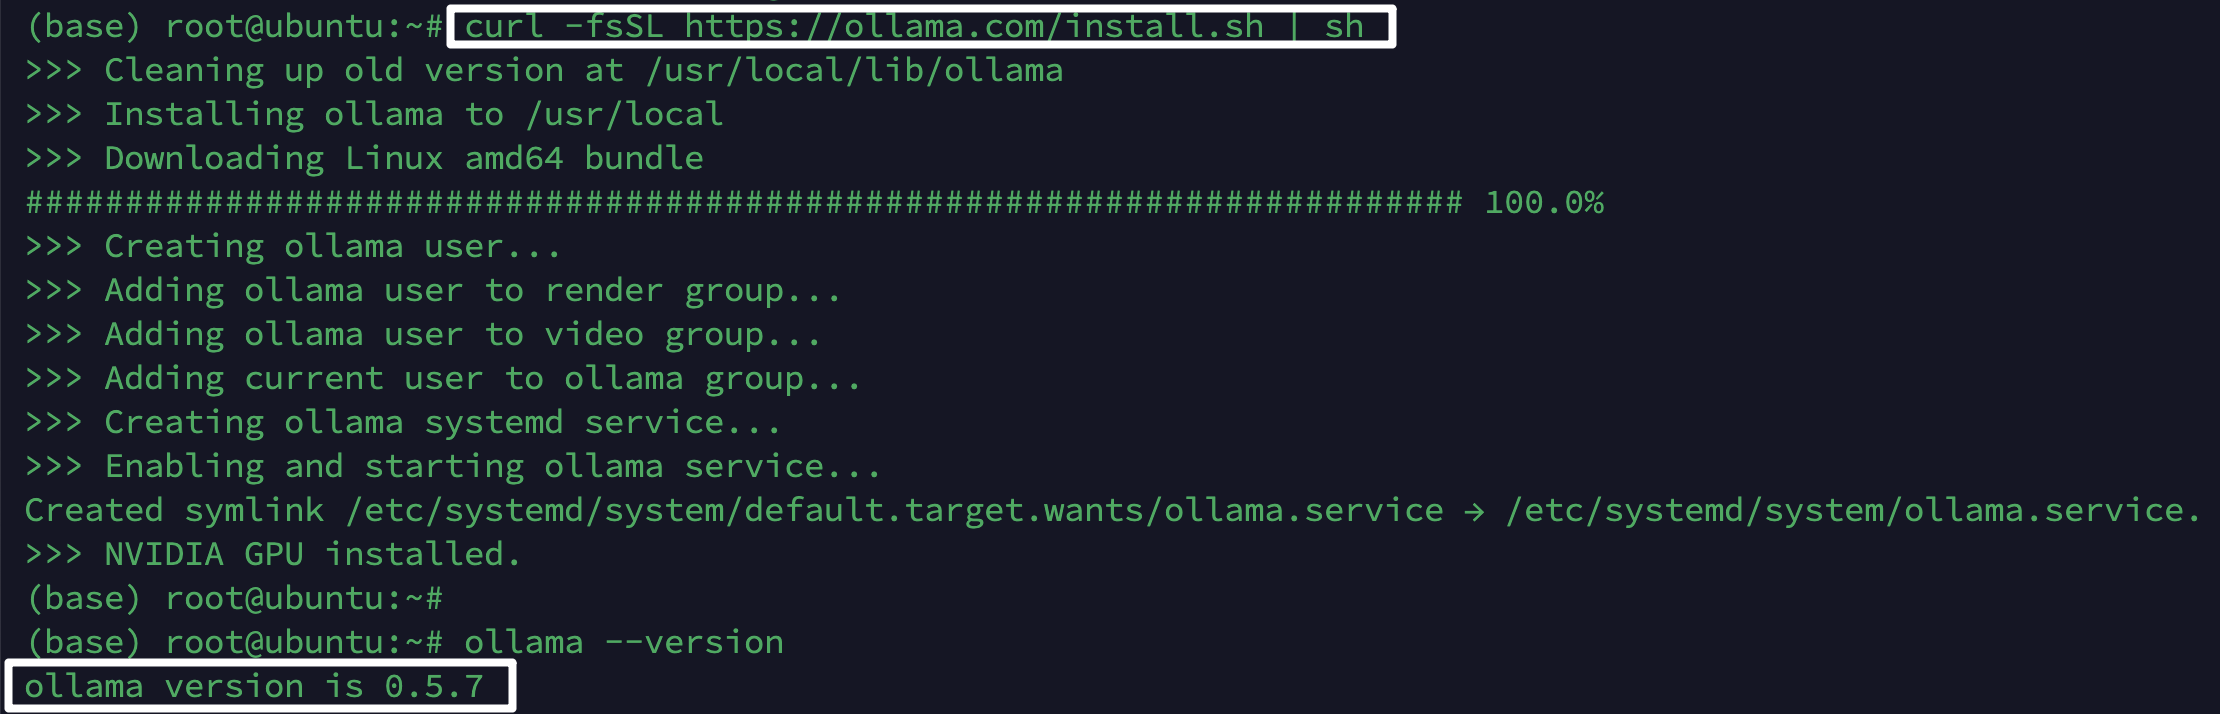 (base) root@ubuntu:~# curl -fsSL https://ollama.com/install.sh | sh
>>> Cleaning up old version at /usr/local/lib/ollama
>>> Installing ollama to /usr/local
>>> Downloading Linux amd64 bundle
######################################################################## 100.0%
>>> Creating ollama user...
>>> Adding ollama user to render group...
>>> Adding ollama user to video group...
>>> Adding current user to ollama group...
>>> Creating ollama systemd service...
>>> Enabling and starting ollama service...
Created symlink /etc/systemd/system/default.target.wants/ollama.service → /etc/systemd/system/ollama.service.
>>> NVIDIA GPU installed.
(base) root@ubuntu:~#
(base) root@ubuntu:~# ollama --version
ollama version is 0.5.7